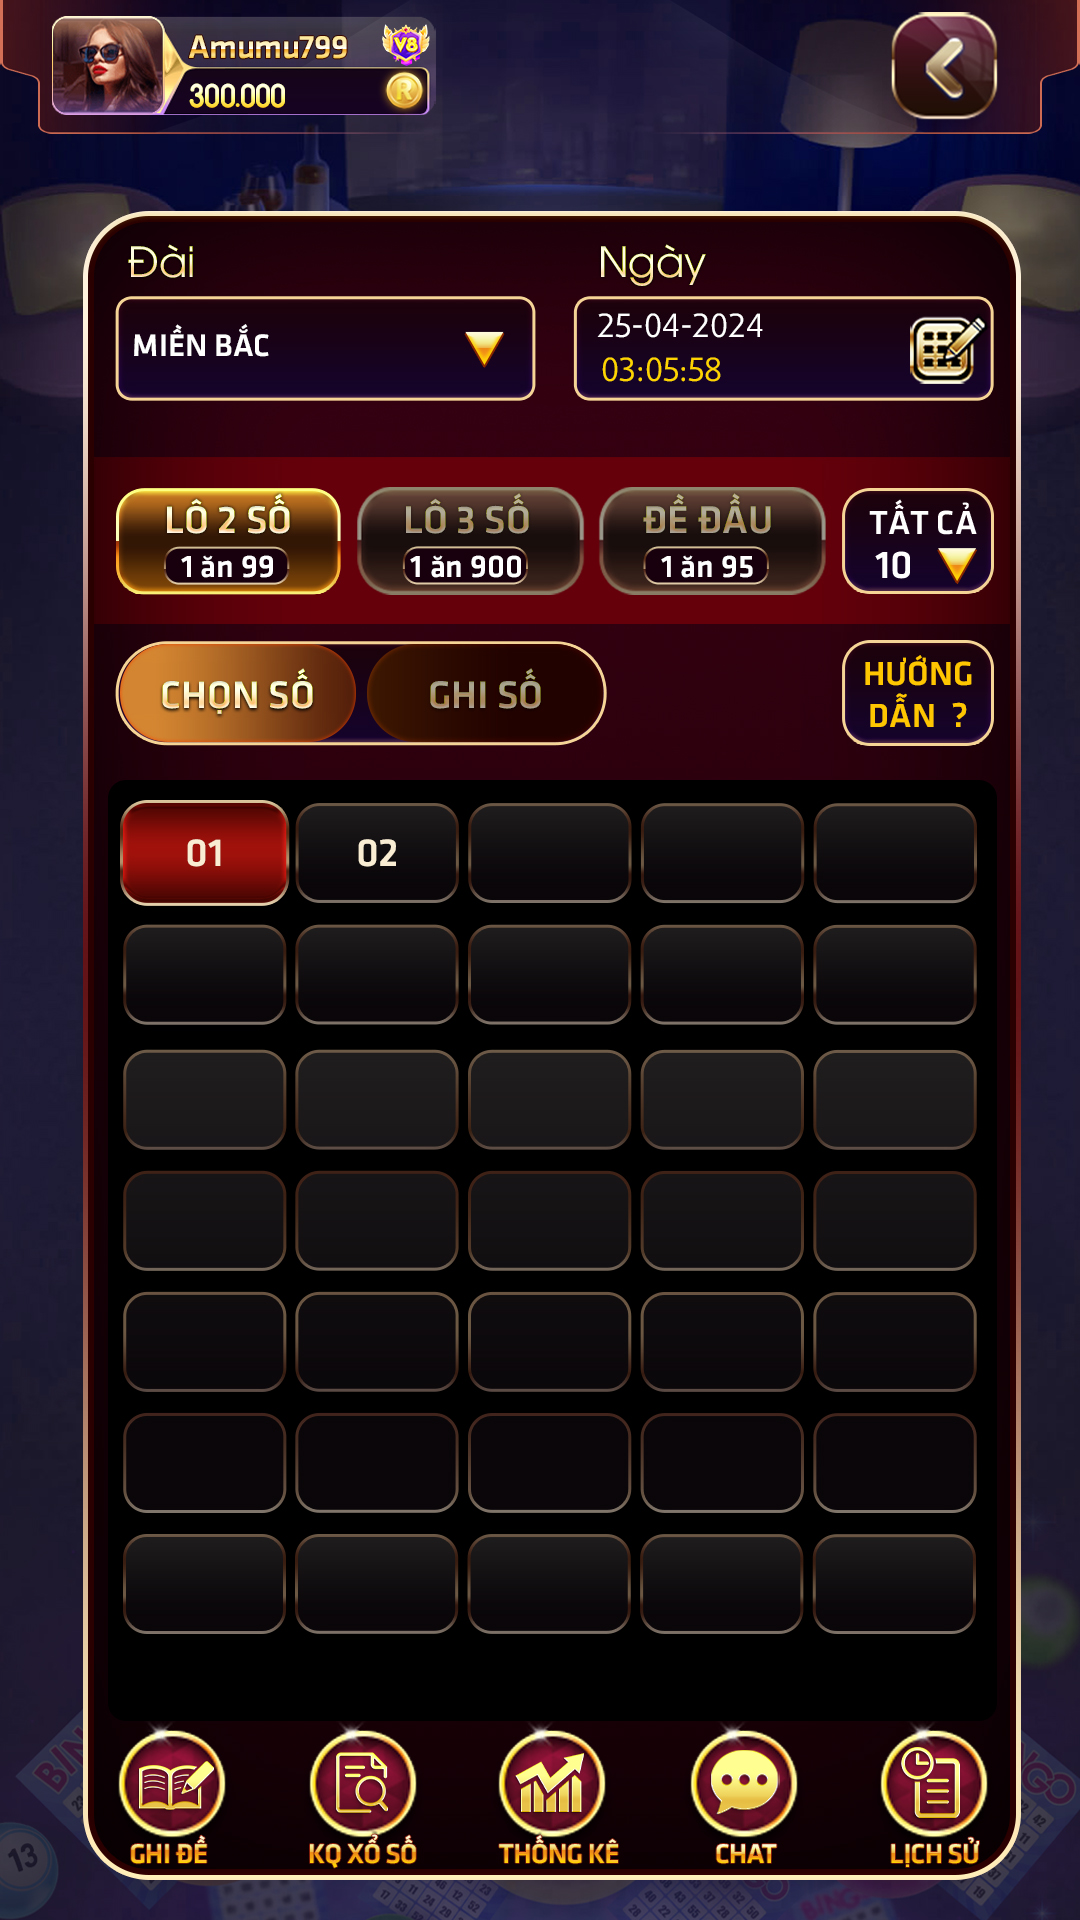 Amumu799
V8
300.000
R
Đài
Ngày
MIỀN BẮC
25-04-2024
03:05:58
LÔ 2 SỐ
1 ăn 99
LÔ 3 SỐ
1 ăn 900
ĐỀ ĐẦU
1 ăn 95
TẤT CẢ
10
CHỌN SỐ
GHI SỐ
HƯỚNG
DẪN ?
01
02
GHI ĐỀ
KQ XỔ SỐ
THỐNG KÊ
CHAT
LỊCH SỬ
13